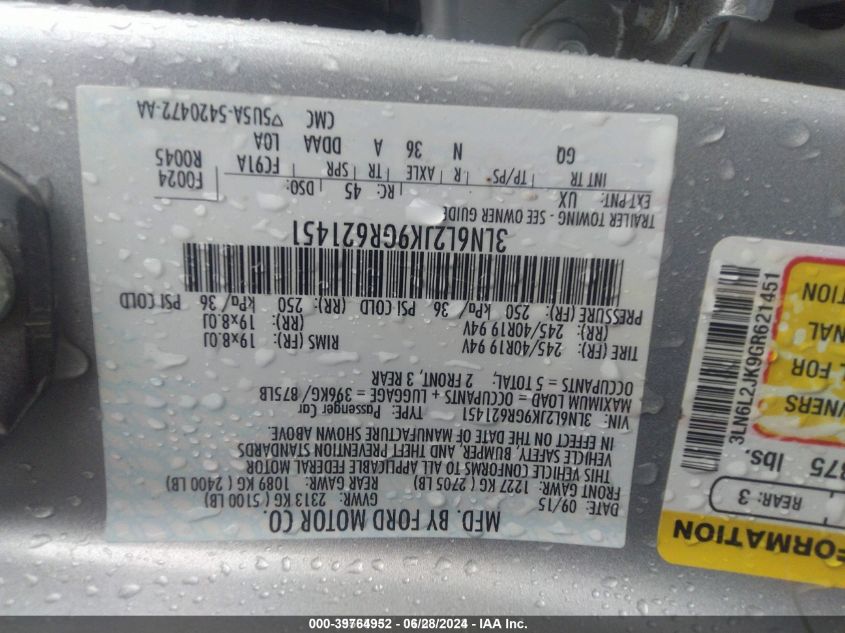 MFD. BY FORD MOTOR CO.
DATE: 09/15 GVWR: 2313 KG ( 5100 LB)
FRONT GAWR: 1227 KG ( 2705 LB) REAR GAWR: 1089 KG ( 2400 LB)
THIS VEHICLE CONFORMS TO ALL APPLICABLE FEDERAL MOTOR
VEHICLE SAFETY, BUMPER, AND THEFT PREVENTION STANDARDS
IN EFFECT ON THE DATE OF MANUFACTURE SHOWN ABOVE.
VIN: 3LN6L2JK9GR621451 TYPE: Passenger Car
MAXIMUM LOAD = OCCUPANTS + LUGGAGE = 396KG/ 875LB
OCCUPANTS = 5 TOTAL, 2 FRONT, 3 REAR
TIRE (FR): 245/40R19 94V RIMS (FR): 19x8.0J
(RR): 245/40R19 94V (RR): 19x8.0J
PRESSURE (FR): 250 kPa/ 36 PSI COLD (RR): 250 kPa/ 36 PSI COLD
3LN6L2JK9GR621451
TRAILER TOWING - SEE OWNER GUIDE
EXT PNT: UX RC: 45 DSO: F0024
INT TR TP/PS R AXLE TR SPR FC91A R0045
GQ N 36 A DDAA LOA
CMC ▽5U5A-5420472-AA
FORMATION
REAR: 3
875 lbs.
OWNERS
L FOR
NAL
TION
3LN6L2JK9GR621451
000-39764952 - 06/28/2024 - IAA Inc.